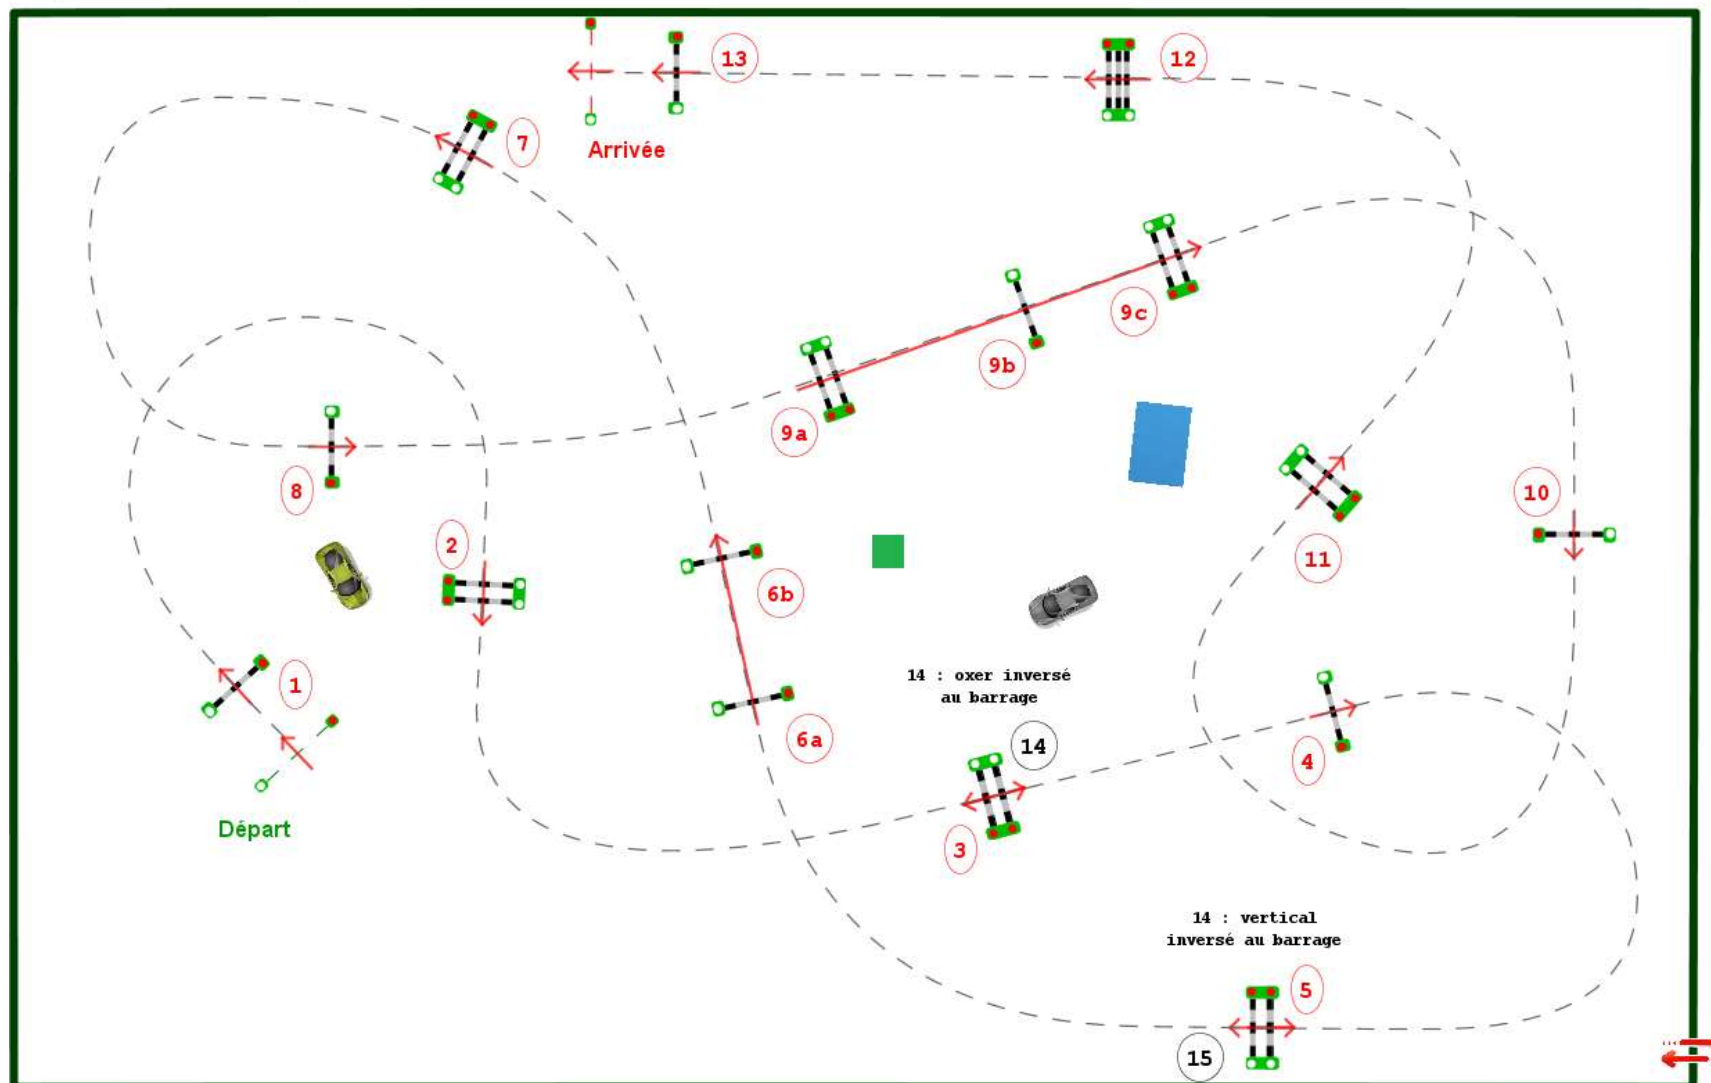 13
12
7
Arrivée
9c
9b
9a
8
10
2
11
6b
1
14 : oxer inversé
au barrage
6a
14
4
Départ
3
14 : vertical
inversé au barrage
5
15